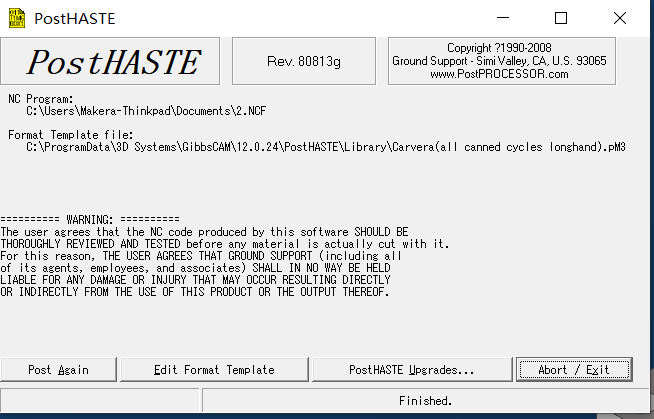 PostHASTE
PostHASTE
Rev. 80813g
Copyright ?1990-2008
Ground Support - Simi Valley, CA, U.S. 93065
www.PostPROCESSOR.com
NC Program:
C:\Users\Makera-Thinkpad\Documents\2.NCF
Format Template file:
C:\ProgramData\3D Systems\GibbsCAM\12.0.24\PostHASTE\Library\Carvera(all canned cycles longhand).pM3
========== WARNING: ==========
The user agrees that the NC code produced by this software SHOULD BE
THOROUGHLY REVIEWED AND TESTED before any material is actually cut with it.
For this reason, THE USER AGREES THAT GROUND SUPPORT (including all
of its agents, employees, and associates) SHALL IN NO WAY BE HELD
LIABLE FOR ANY DAMAGE OR INJURY THAT MAY OCCUR RESULTING DIRECTLY
OR INDIRECTLY FROM THE USE OF THIS PRODUCT OR THE OUTPUT THEREOF.
Post Again
Edit Format Template
PostHASTE Upgrades...
Abort / Exit
Finished.